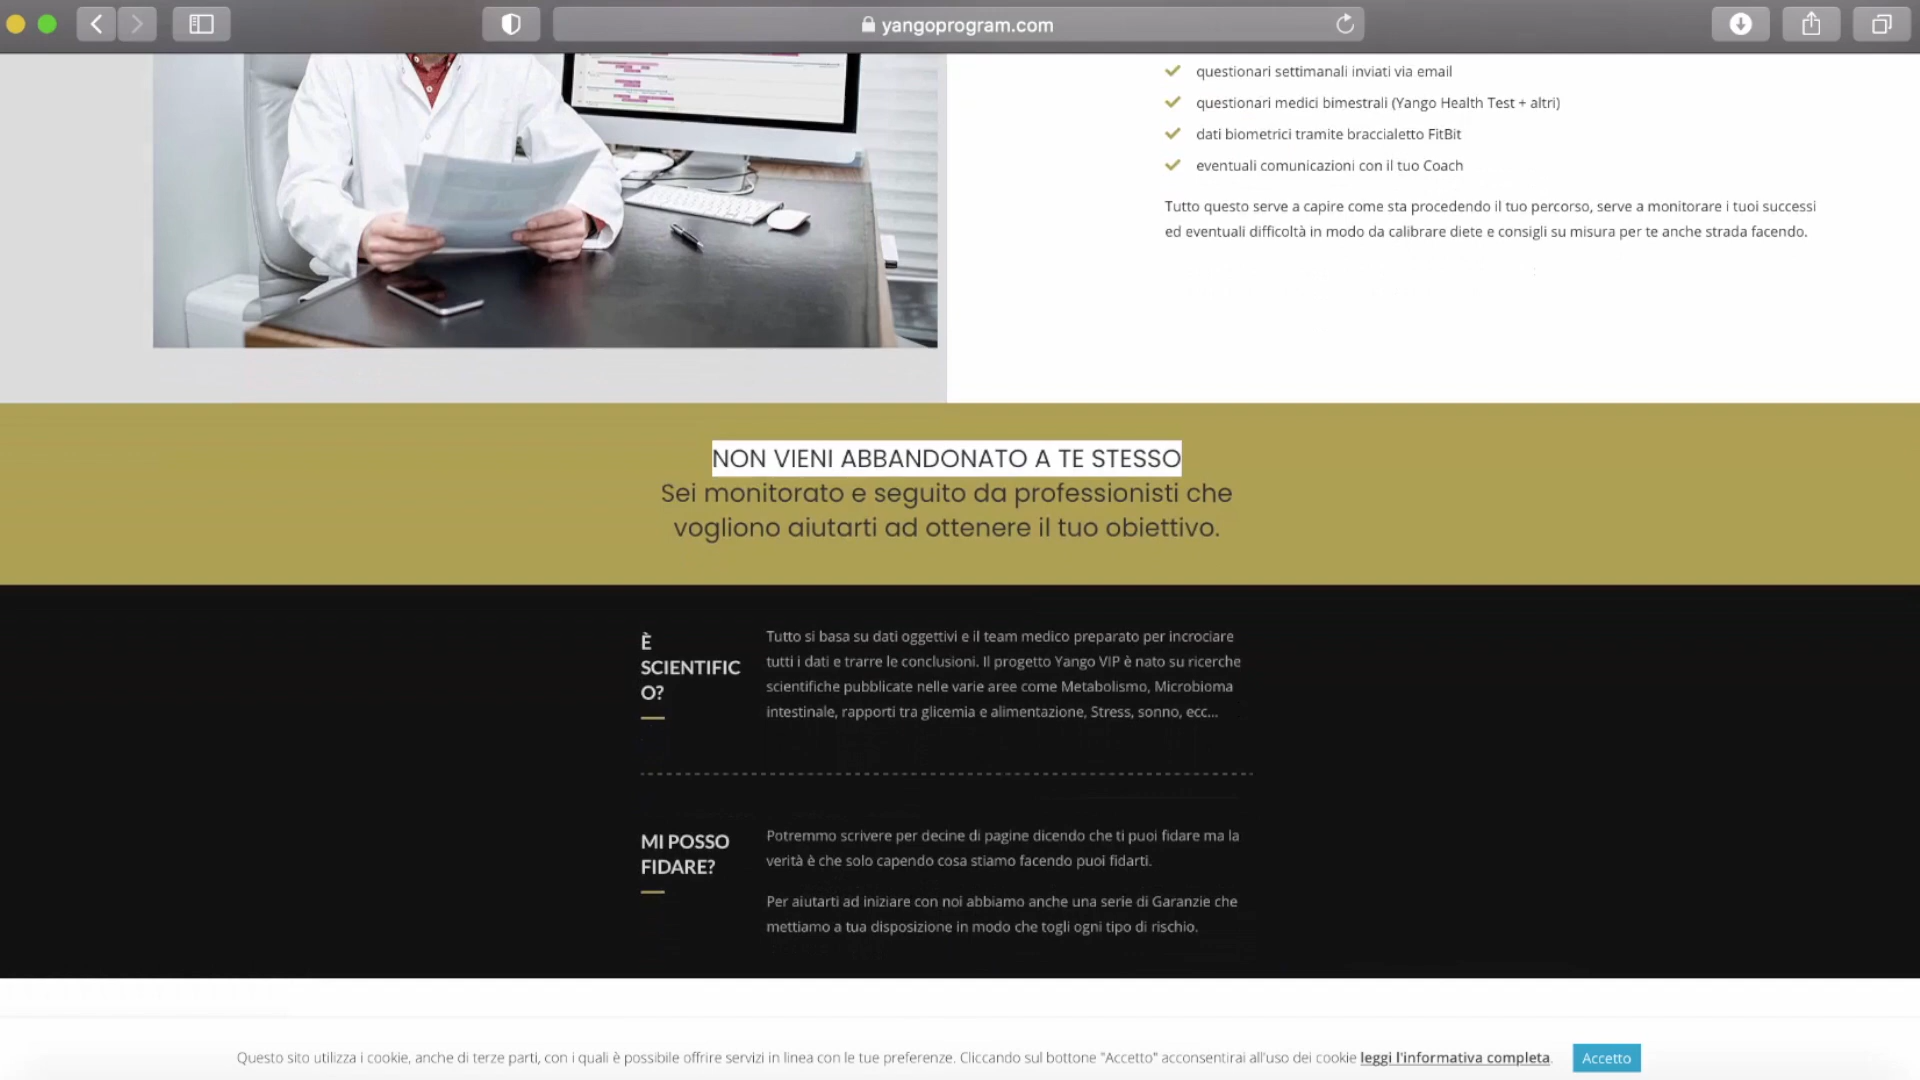 yangoprogram.com
questionari settimanali inviati via email
questionari medici bimestrali (Yango Health Test + altri)
dati biometrici tramite braccialetto FitBit
eventuali comunicazioni con il tuo Coach
Tutto questo serve a capire come sta procedendo il tuo percorso, serve a monitorare i tuoi successi
ed eventuali difficoltà in modo da calibrare diete e consigli su misura per te anche strada facendo.
NON VIENI ABBANDONATO A TE STESSO
Sei monitorato e seguito da professionisti che
vogliono aiutarti ad ottenere il tuo obiettivo.
È
SCIENTIFIC
O?
Tutto si basa su dati oggettivi e il team medico preparato per incrociare
tutti i dati e trarre le conclusioni. Il progetto Yango VIP è nato su ricerche
scientifiche pubblicate nelle varie aree come Metabolismo, Microbioma
intestinale, rapporti tra glicemia e alimentazione, Stress, sonno, ecc...
MI POSSO
FIDARE?
Potremmo scrivere per decine di pagine dicendo che ti puoi fidare ma la
verità è che solo capendo cosa stiamo facendo puoi fidarti.
Per aiutarti ad iniziare con noi abbiamo anche una serie di Garanzie che
mettiamo a tua disposizione in modo che togli ogni tipo di rischio.
Questo sito utilizza i cookie, anche di terze parti, con i quali è possibile offrire servizi in linea con le tue preferenze. Cliccando sul bottone "Accetto" acconsentirai all'uso dei cookie leggi l'informativa completa. Accetto